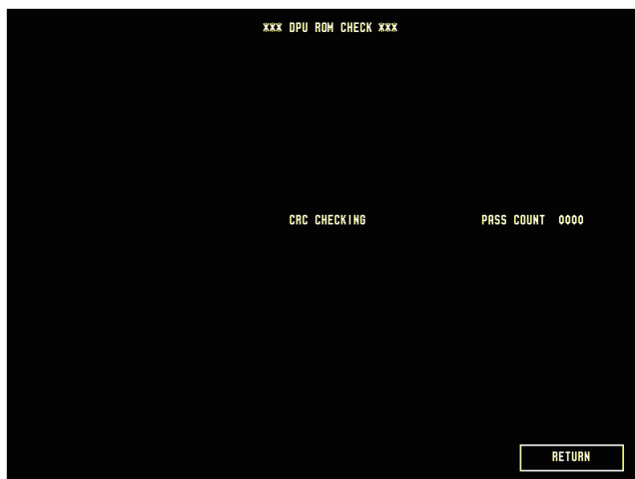 *** DPU ROM CHECK ***
CRC CHECKING PASS COUNT 0000
RETURN